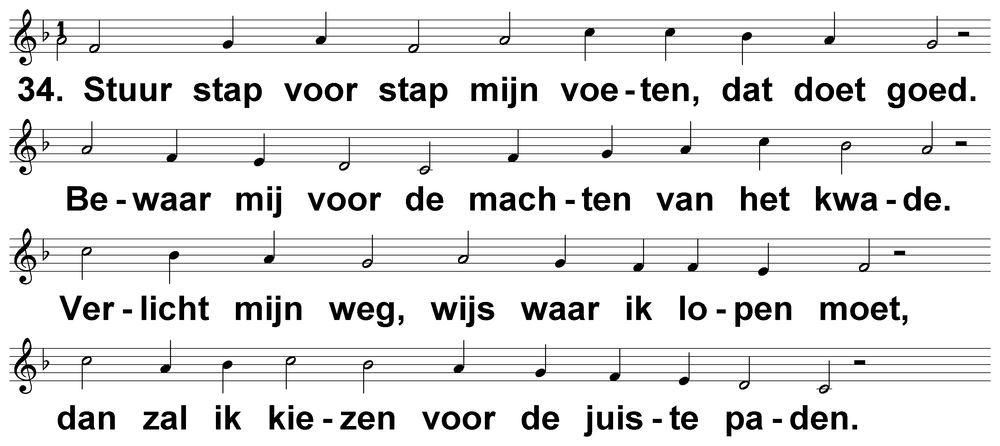 1
34. Stuur stap voor stap mijn voe-ten, dat doet goed.
Be-waar mij voor de mach-ten van het kwa-de.
Ver-licht mijn weg, wijs waar ik lo-pen moet,
dan zal ik kie-zen voor de juis-te pa-den.